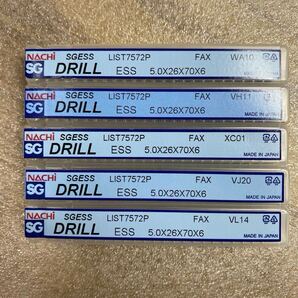 NACHI SGESS LIST7572P FAX WA10
SG DRILL ESS 5.0X26X70X6 MADE IN JAPAN
NACHI SGESS LIST7572P FAX VH11
SG DRILL ESS 5.0X26X70X6 MADE IN JAPAN
NACHI SGESS LIST7572P FAX XC01
SG DRILL ESS 5.0X26X70X6 MADE IN JAPAN
NACHI SGESS LIST7572P FAX VJ20
SG DRILL ESS 5.0X26X70X6 MADE IN JAPAN
NACHI SGESS LIST7572P FAX VL14
SG DRILL ESS 5.0X26X70X6 MADE IN JAPAN